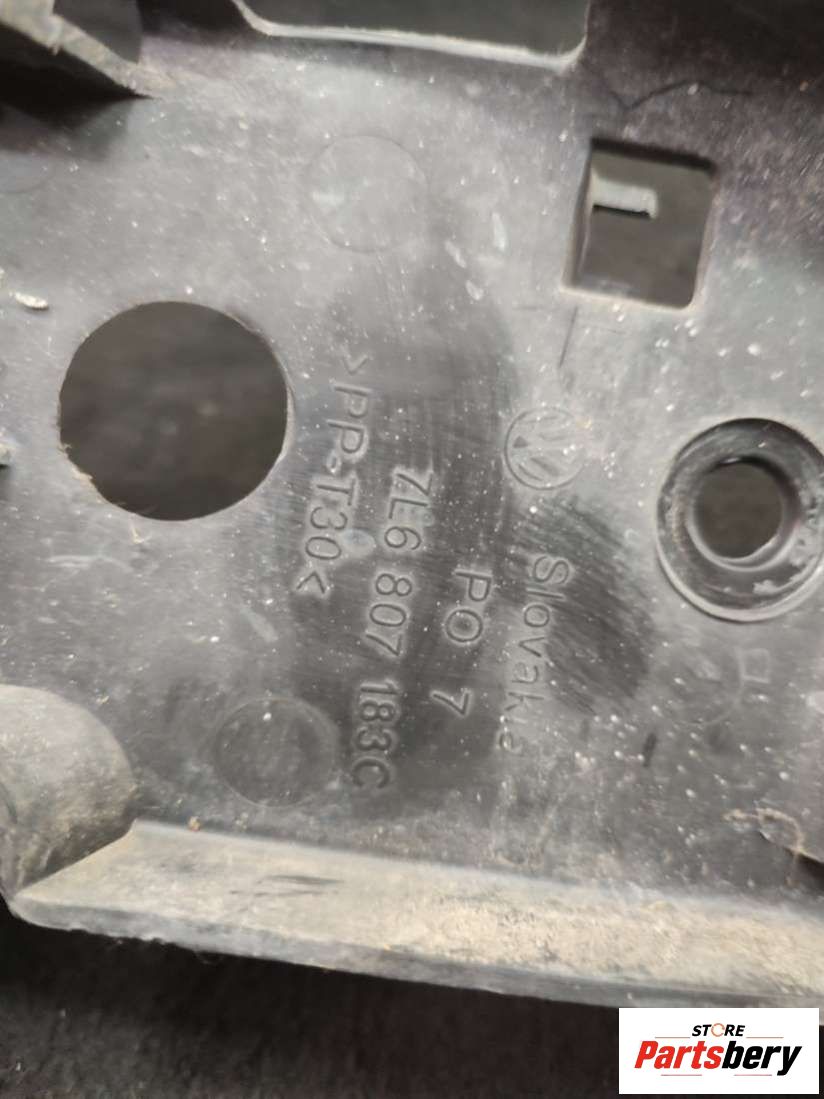 Slovakia
PO 7
7L6 807 183C
>PP-T30<
STORE
Partsbery